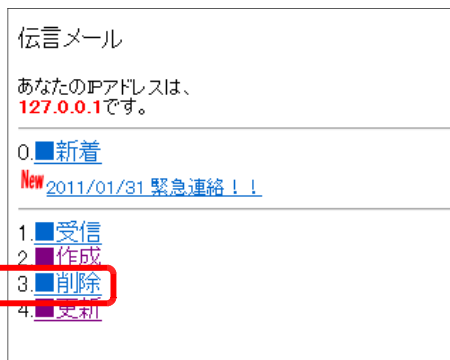 伝言メール
あなたのIPアドレスは、
127.0.0.1です。
0.■新着
New 2011/01/31 緊急連絡！！
1.■受信
2.■作成
3.■削除
4.■更新